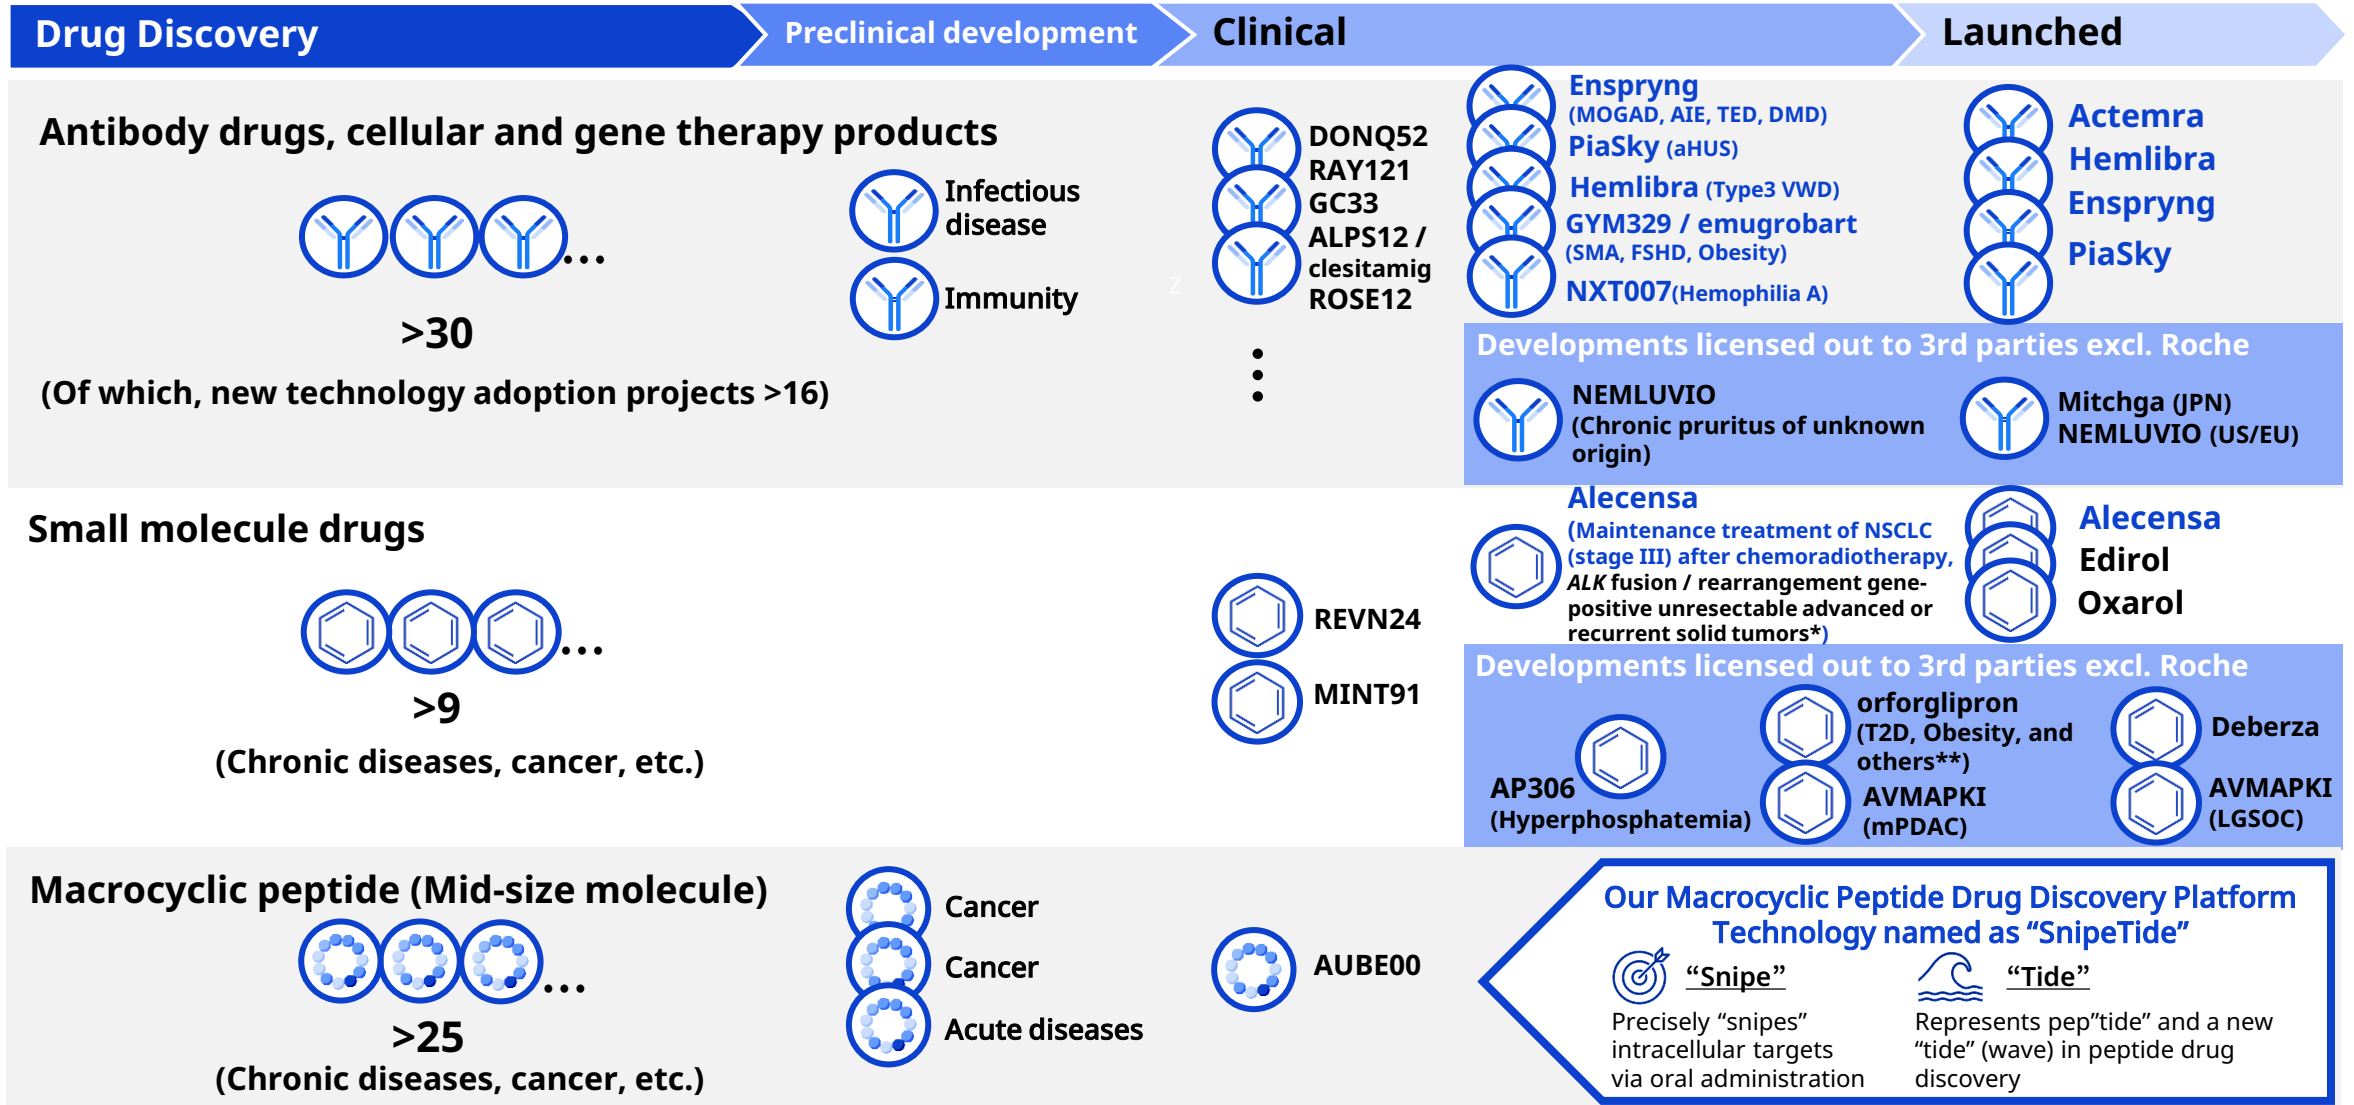 Drug Discovery
Preclinical development
Clinical
Launched
Antibody drugs, cellular and gene therapy products
...
>30
(Of which, new technology adoption projects >16)
Infectious
disease
Immunity
z
DONQ52
RAY121
GC33
ALPS12 /
clesitamig
ROSE12
Enspryng
(MOGAD, AIE, TED, DMD)
PiaSky (aHUS)
Hemlibra (Type3 VWD)
GYM329 / emugrobart
(SMA, FSHD, Obesity)
NXT007(Hemophilia A)
Actemra
Hemlibra
Enspryng
PiaSky
Developments licensed out to 3rd parties excl. Roche
NEMLUVIO
(Chronic pruritus of unknown
origin)
Mitchga (JPN)
NEMLUVIO (US/EU)
Small molecule drugs
...
>9
(Chronic diseases, cancer, etc.)
REVN24
MINT91
Alecensa
(Maintenance treatment of NSCLC
(stage III) after chemoradiotherapy,
ALK fusion / rearrangement gene-
positive unresectable advanced or
recurrent solid tumors*)
Alecensa
Edirol
Oxarol
Developments licensed out to 3rd parties excl. Roche
AP306
(Hyperphosphatemia)
orforglipron
(T2D, Obesity, and
others**)
AVMAPKI
(mPDAC)
Deberza
AVMAPKI
(LGSOC)
Macrocyclic peptide (Mid-size molecule)
...
>25
(Chronic diseases, cancer, etc.)
Cancer
Cancer
Acute diseases
AUBE00
Our Macrocyclic Peptide Drug Discovery Platform
Technology named as “SnipeTide”
“Snipe”
Precisely “snipes”
intracellular targets
via oral administration
“Tide”
Represents pep”tide” and a new
“tide” (wave) in peptide drug
discovery